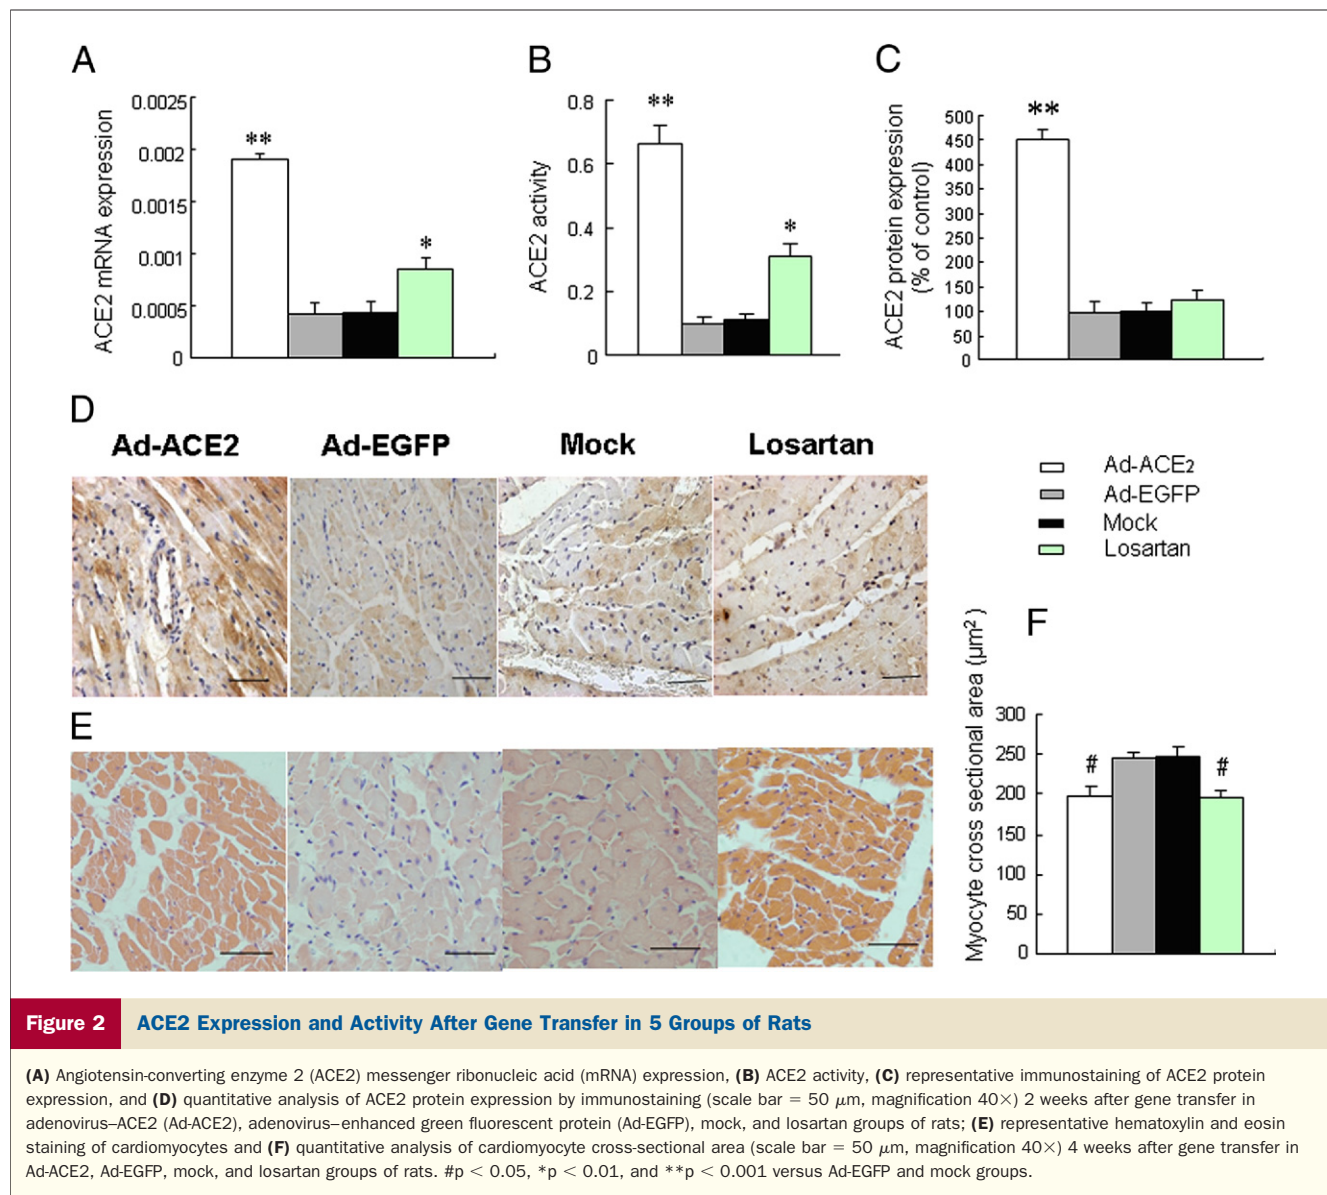 A
ACE2 mRNA expression
0.0025
0.002
0.0015
0.001
0.0005
0
**
*
B
ACE2 activity
0.8
0.6
0.4
0.2
0
**
*
C
ACE2 protein expression
(% of control)
500
450
400
350
300
250
200
150
100
50
0
**
D
Ad-ACE2
Ad-EGFP
Mock
Losartan
Ad-ACE2
Ad-EGFP
Mock
Losartan
E
F
Myocyte cross sectional area (µm²)
300
250
200
150
100
50
0
#
#
Figure 2
ACE2 Expression and Activity After Gene Transfer in 5 Groups of Rats
(A) Angiotensin-converting enzyme 2 (ACE2) messenger ribonucleic acid (mRNA) expression, (B) ACE2 activity, (C) representative immunostaining of ACE2 protein
expression, and (D) quantitative analysis of ACE2 protein expression by immunostaining (scale bar = 50 µm, magnification 40×) 2 weeks after gene transfer in
adenovirus–ACE2 (Ad-ACE2), adenovirus–enhanced green fluorescent protein (Ad-EGFP), mock, and losartan groups of rats; (E) representative hematoxylin and eosin
staining of cardiomyocytes and (F) quantitative analysis of cardiomyocyte cross-sectional area (scale bar = 50 µm, magnification 40×) 4 weeks after gene transfer in
Ad-ACE2, Ad-EGFP, mock, and losartan groups of rats. #p < 0.05, *p < 0.01, and **p < 0.001 versus Ad-EGFP and mock groups.